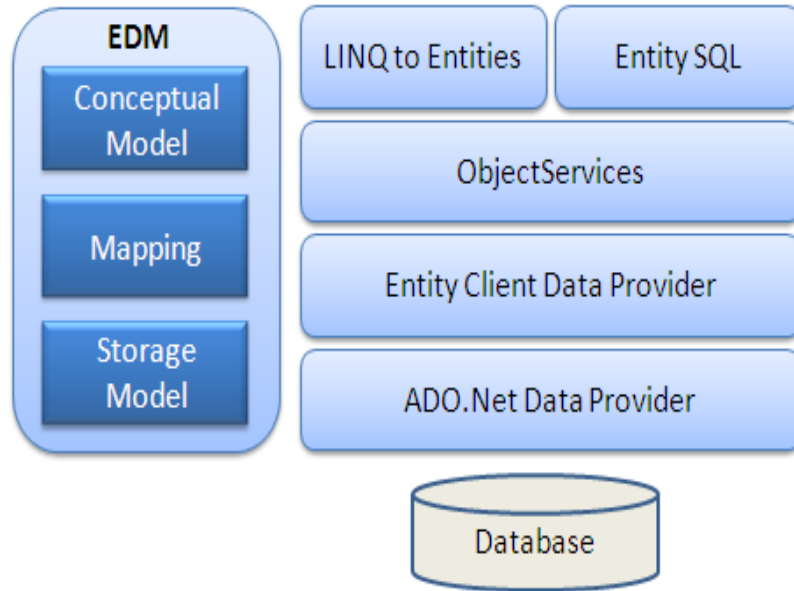 EDM
Conceptual
Model
Mapping
Storage
Model
LINQ to Entities
Entity SQL
ObjectServices
Entity Client Data Provider
ADO.Net Data Provider
Database